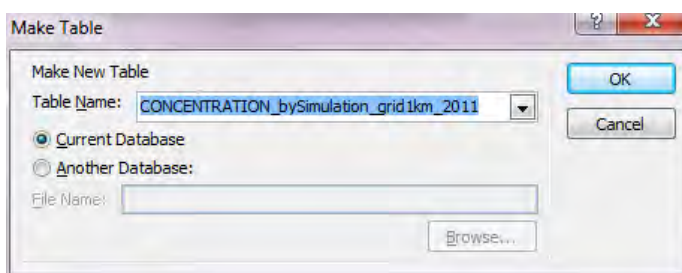 Make Table
Make New Table
OK
Table Name: CONCENTRATION_bySimulation_grid1km_2011
Cancel
Current Database
Another Database:
File Name:
Browse...